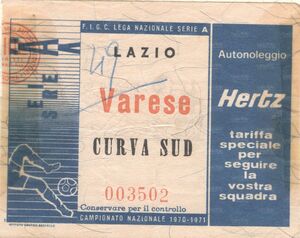 F.I.G.C. LEGA NAZIONALE SERIE A
LAZIO
Varese
CURVA SUD
003502
Conservare per il controllo
CAMPIONATO NAZIONALE 1970-1971
SERIE A
Autonoleggio
Hertz
tariffa
speciale
per
seguire
la
vostra
squadra